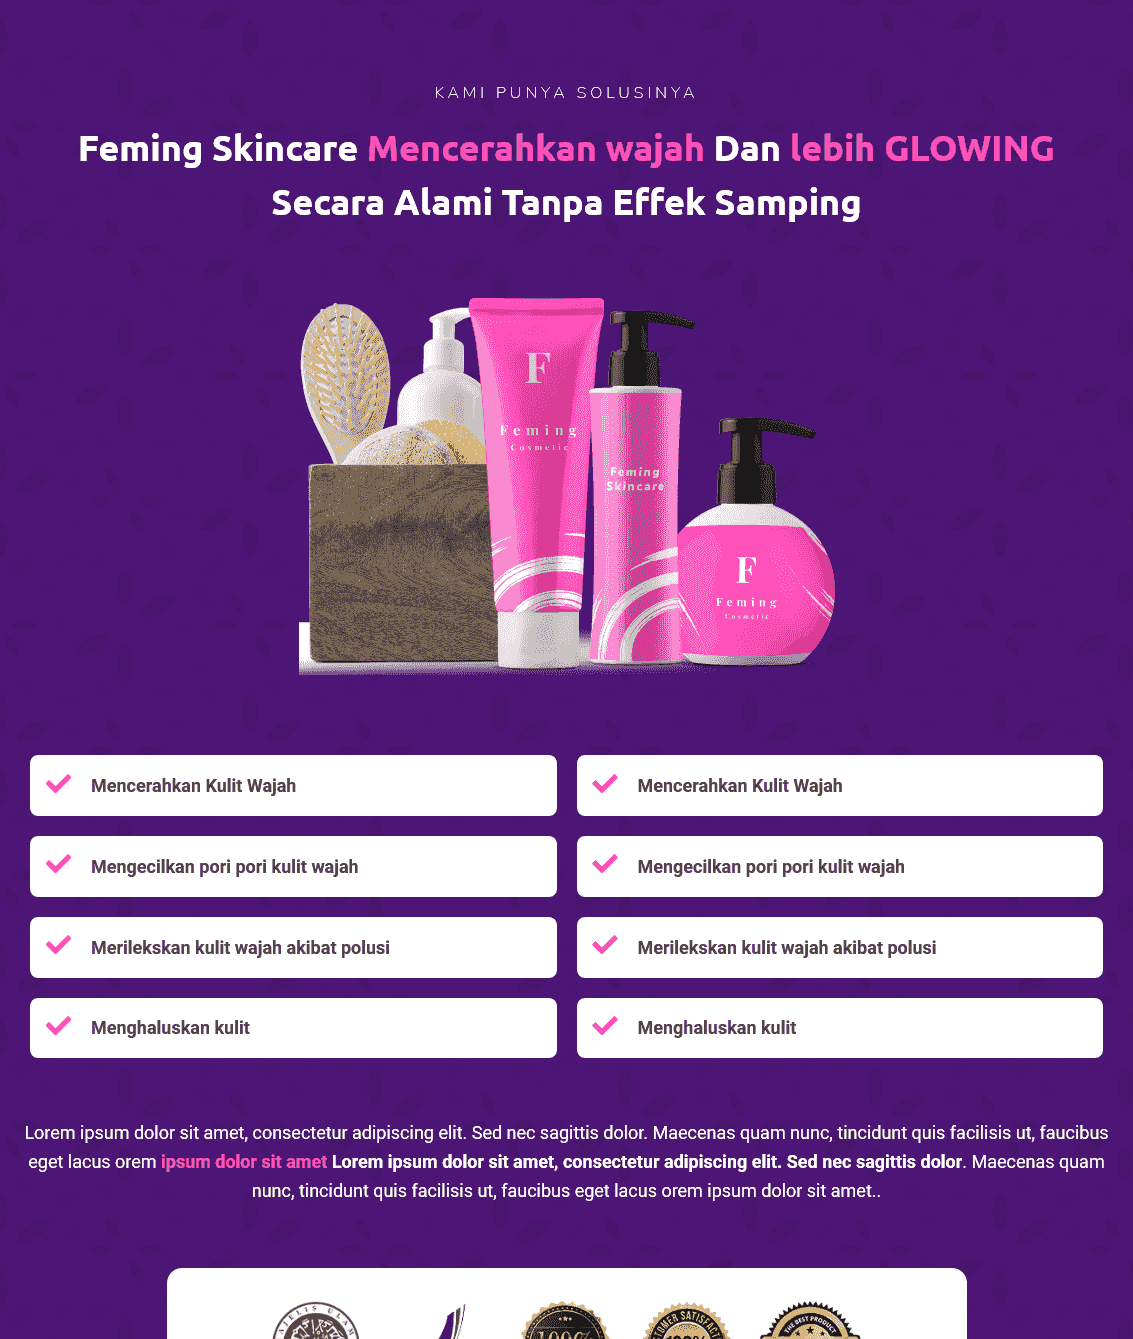 KAMI PUNYA SOLUSINYA
Feming Skincare Mencerahkan wajah Dan lebih GLOWING
Secara Alami Tanpa Effek Samping
F
Feming
Cosmetic
Feming
Skincare
F
Feming
Cosmetic
Mencerahkan Kulit Wajah
Mencerahkan Kulit Wajah
Mengecilkan pori pori kulit wajah
Mengecilkan pori pori kulit wajah
Merilekskan kulit wajah akibat polusi
Merilekskan kulit wajah akibat polusi
Menghaluskan kulit
Menghaluskan kulit
Lorem ipsum dolor sit amet, consectetur adipiscing elit. Sed nec sagittis dolor. Maecenas quam nunc, tincidunt quis facilisis ut, faucibus
eget lacus orem ipsum dolor sit amet Lorem ipsum dolor sit amet, consectetur adipiscing elit. Sed nec sagittis dolor. Maecenas quam
nunc, tincidunt quis facilisis ut, faucibus eget lacus orem ipsum dolor sit amet..
THE BEST PRODUCT